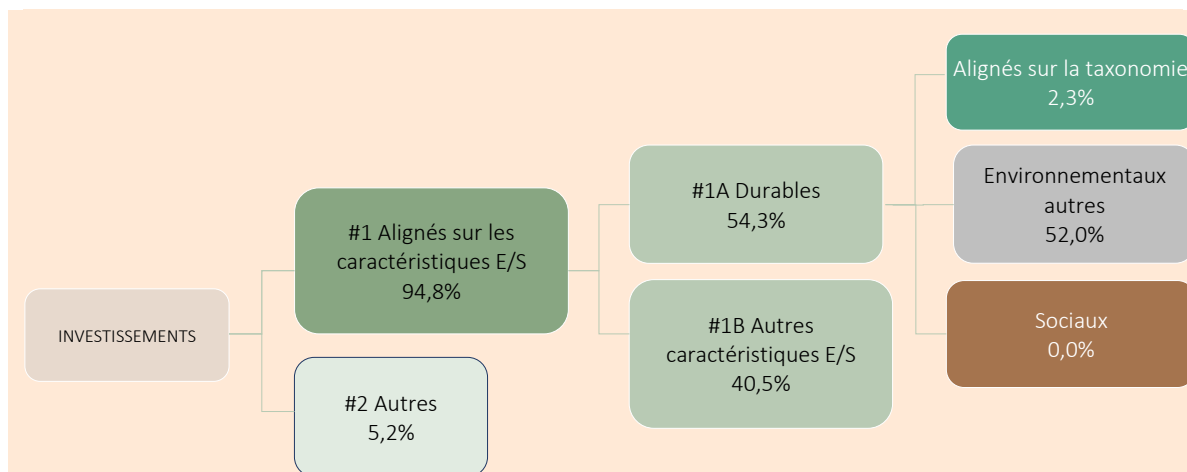 INVESTISSEMENTS
#1 Alignés sur les
caractéristiques E/S
94,8%
#2 Autres
5,2%
#1A Durables
54,3%
#1B Autres
caractéristiques E/S
40,5%
Alignés sur la taxonomie
2,3%
Environnementaux
autres
52,0%
Sociaux
0,0%